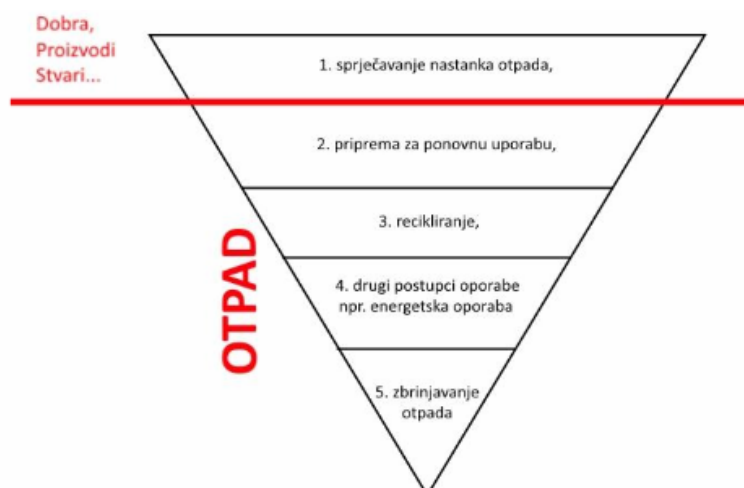 Dobra,
Proizvodi
Stvari...
1. sprječavanje nastanka otpada,
2. priprema za ponovnu uporabu,
3. recikliranje,
4. drugi postupci oporabe
npr. energetska oporaba
5. zbrinjavanje
otpada
OTPAD